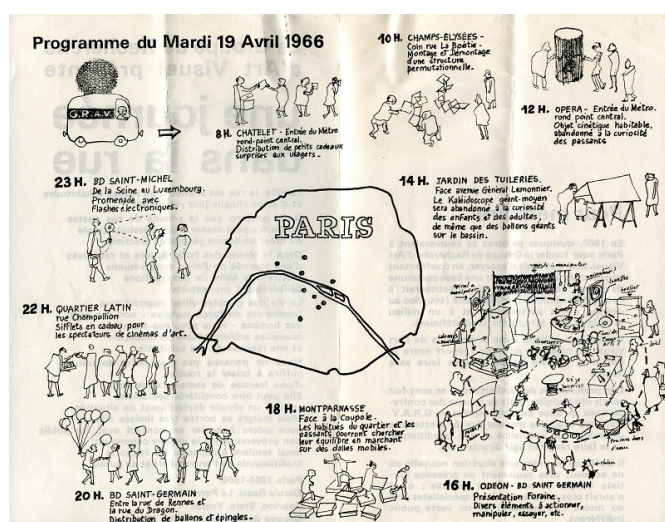 Programme du Mardi 19 Avril 1966
G.R.A.V.
8 H. CHATELET - Entrée du Métro
rond-point central.
Distribution de petits cadeaux
surprises aux usagers.
10 H. CHAMPS-ÉLYSÉES -
Coin rue La Boétie -
Montage et Démontage
d'une structure
permutationnelle.
12 H. OPERA - Entrée du Métro.
rond point central.
Objet cinétique habitable,
abandonné à la curiosité
des passants
14 H. JARDIN DES TUILERIES.
Face avenue Général Lemonnier.
Le Kaléidoscope géant-moyen
sera abandonné à la curiosité
des enfants et des adultes,
de même que des ballons géants
sur le bassin.
16 H. ODEON - BD SAINT GERMAIN
Présentation Foraine.
Divers éléments à actionner,
manipuler, essayer, etc.
18 H. MONTPARNASSE
Face à la Coupole.
Les habitués du quartier et les
passants pourront chercher
leur équilibre en marchant
sur des dalles mobiles.
20 H. BD SAINT-GERMAIN
Entre la rue de Rennes et
la rue du Dragon.
Distribution de ballons et épingles-
22 H. QUARTIER LATIN
rue Champollion
Sifflets en cadeau pour
les spectateurs de cinémas d'art.
23 H. BD SAINT-MICHEL
De la Seine au Luxembourg.
Promenade avec
Flashes électroniques.
PARIS